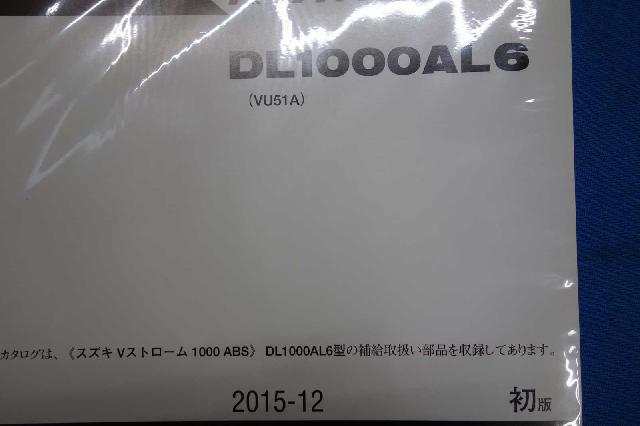 DL1000AL6
(VU51A)
カタログは、《スズキ Vストローム 1000 ABS》 DL1000AL6型の補給取扱い部品を収録してあります。
2015-12 初版